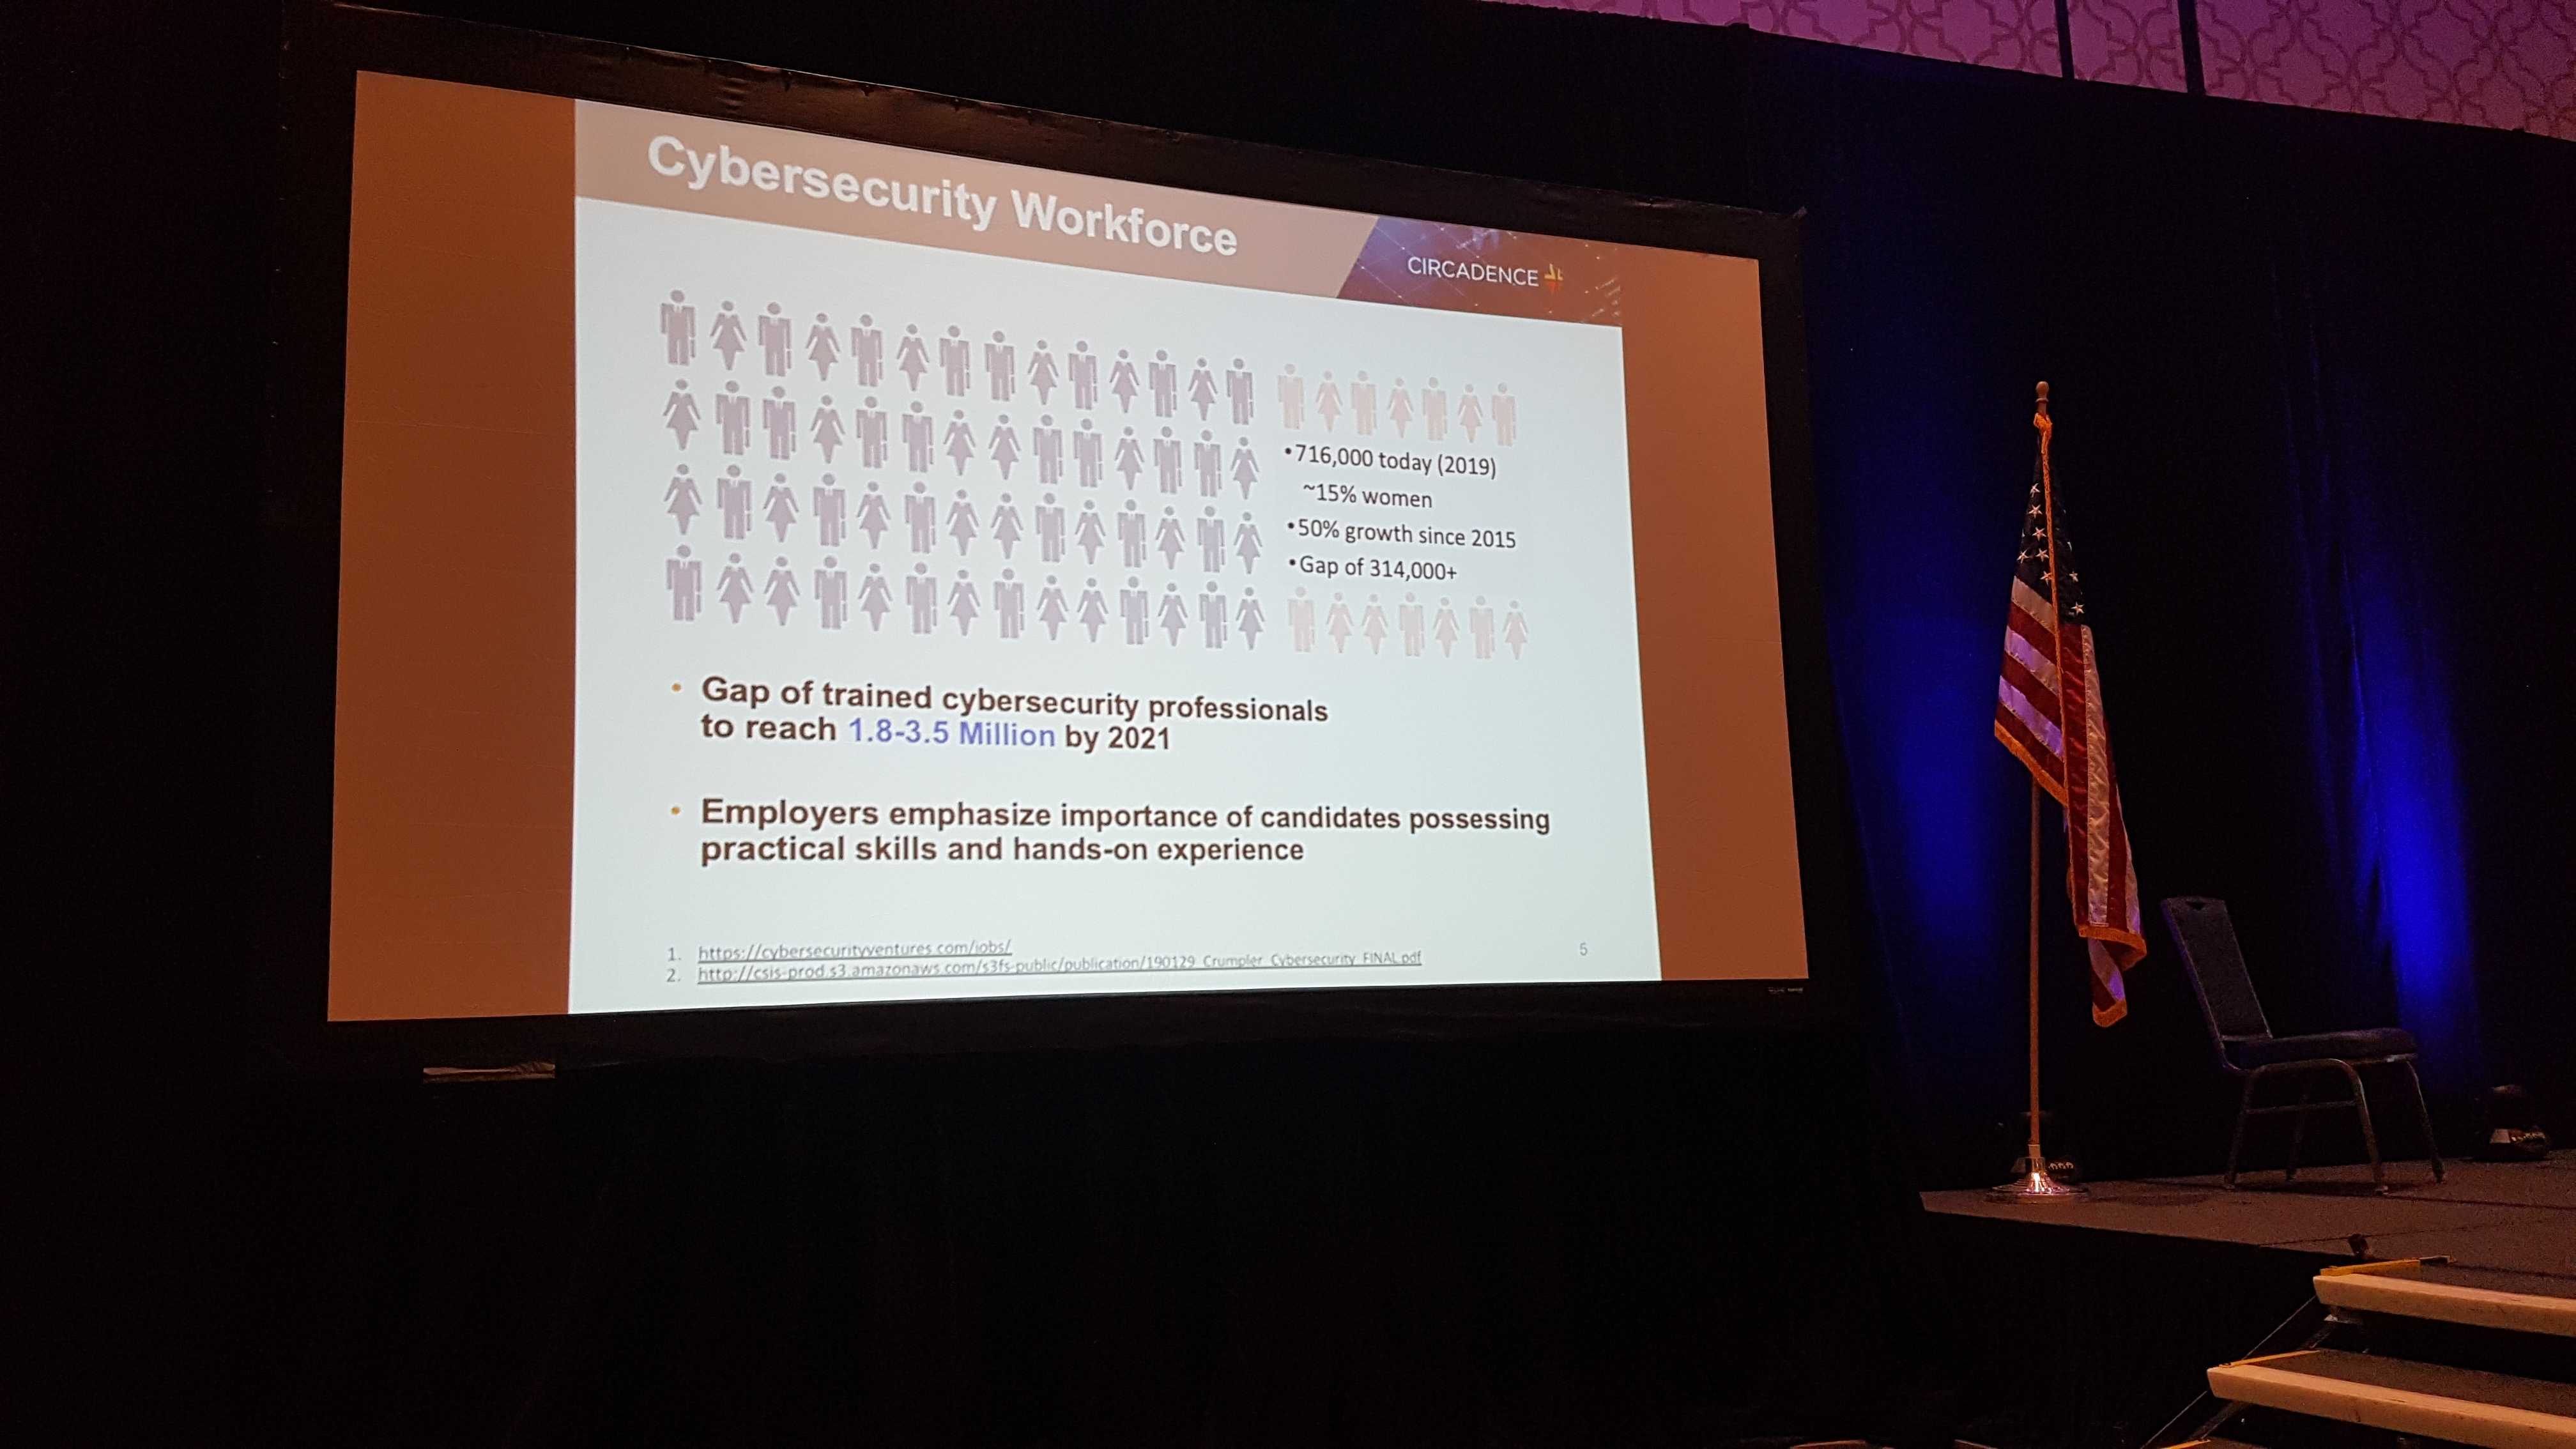 Cybersecurity Workforce
CIRCADENCE
•716,000 today (2019)
~15% women
•50% growth since 2015
•Gap of 314,000+
• Gap of trained cybersecurity professionals
to reach 1.8-3.5 Million by 2021
• Employers emphasize importance of candidates possessing
practical skills and hands-on experience
1. https://cybersecurityventures.com/jobs/
2. http://csis-prod.s3.amazonaws.com/s3fs-public/publication/190129_Crumpler_Cybersecurity_FINAL.pdf
5